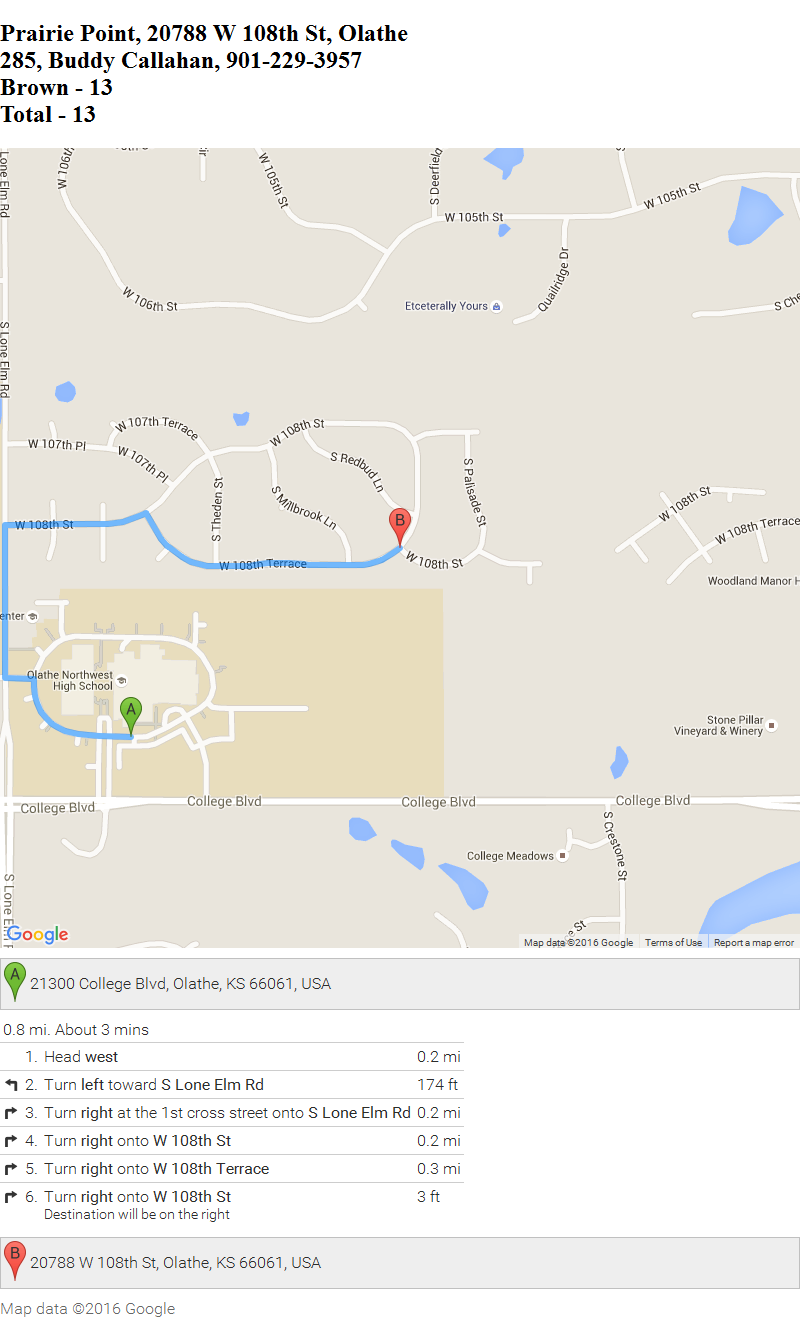 Prairie Point, 20788 W 108th St, Olathe
285, Buddy Callahan, 901-229-3957
Brown - 13
Total - 13
Lone Elm Rd
W 106th
W 105th St
S Deerfield
W 105th St
W 105th St
W 106th St
Etceterally Yours
Quailridge Dr
S Che
S Lone Elm Rd
S Lone Elm Rd
W 107th Terrace
W 107th Pl
W 107th Pl
W 108th St
S Redbud Ln
S Millbrook Ln
S Palisade St
S Theden St
W 108th St
W 108th Terrace
B
W 108th St
W 108th St
W 108th Terrace
Woodland Manor H
enter
Olathe Northwest
High School
A
Stone Pillar
Vineyard & Winery
College Blvd
College Blvd
College Blvd
College Blvd
S Crestone St
College Meadows
S Lone Elm R
Google
Map data ©2016 Google
Terms of Use
Report a map error
A 21300 College Blvd, Olathe, KS 66061, USA
0.8 mi. About 3 mins
1. Head west 0.2 mi
2. Turn left toward S Lone Elm Rd 174 ft
3. Turn right at the 1st cross street onto S Lone Elm Rd 0.2 mi
4. Turn right onto W 108th St 0.2 mi
5. Turn right onto W 108th Terrace 0.3 mi
6. Turn right onto W 108th St 3 ft
Destination will be on the right
B 20788 W 108th St, Olathe, KS 66061, USA
Map data ©2016 Google